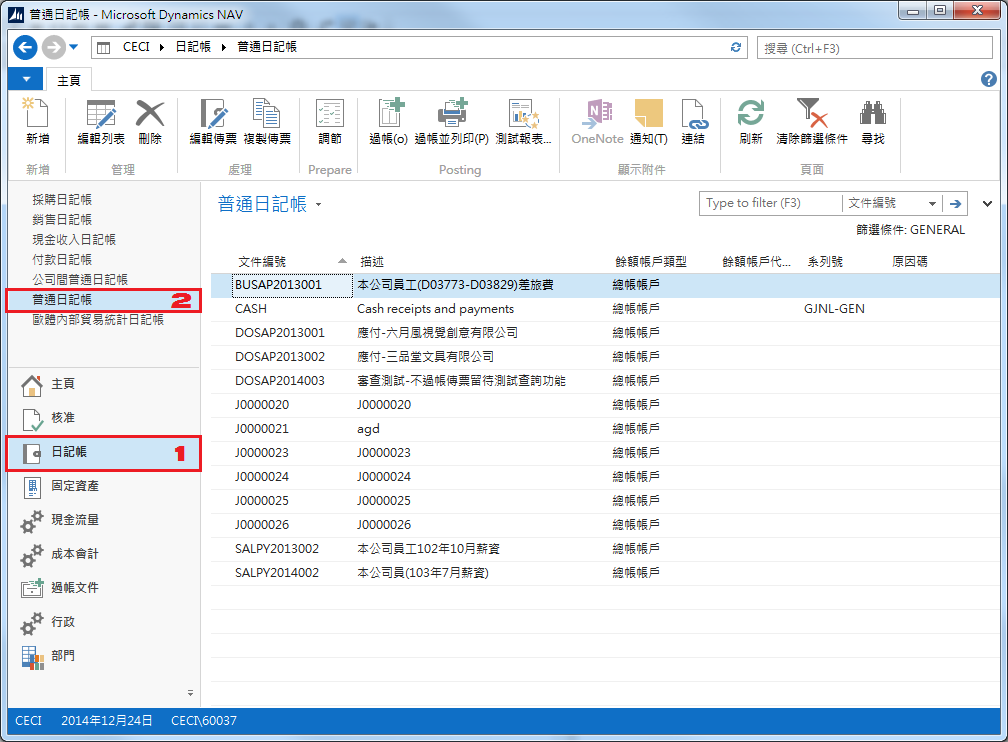 普通日記帳 - Microsoft Dynamics NAV
CECI 日記帳 普通日記帳
搜尋 (Ctrl+F3)
主頁
新增 編輯列表 刪除 編輯傳票 複製傳票 調節 過帳(o) 過帳並列印(P) 測試報表... OneNote 通知(T) 連結 刷新 清除篩選條件 尋找
新增 管理 處理 Prepare Posting 顯示附件 頁面
採購日記帳
銷售日記帳
現金收入日記帳
付款日記帳
公司間普通日記帳
普通日記帳 2
歐體內部貿易統計日記帳
主頁
核准
日記帳 1
固定資產
現金流量
成本會計
過帳文件
行政
部門
普通日記帳
Type to filter (F3) 文件編號
篩選條件: GENERAL
文件編號 描述 餘額帳戶類型 餘額帳戶代... 系列號 原因碼
BUSAP2013001 本公司員工(D03773-D03829)差旅費 總帳帳戶
CASH Cash receipts and payments 總帳帳戶 GJNL-GEN
DOSAP2013001 應付-六月風視覺創意有限公司 總帳帳戶
DOSAP2013002 應付-三品堂文具有限公司 總帳帳戶
DOSAP2014003 審查測試-不過帳傳票留待測試查詢功能 總帳帳戶
J0000020 J0000020 總帳帳戶
J0000021 agd 總帳帳戶
J0000023 J0000023 總帳帳戶
J0000024 J0000024 總帳帳戶
J0000025 J0000025 總帳帳戶
J0000026 J0000026 總帳帳戶
SALPY2013002 本公司員工102年10月薪資 總帳帳戶
SALPY2014002 本公司員(103年7月薪資) 總帳帳戶
CECI 2014年12月24日 CECI\60037